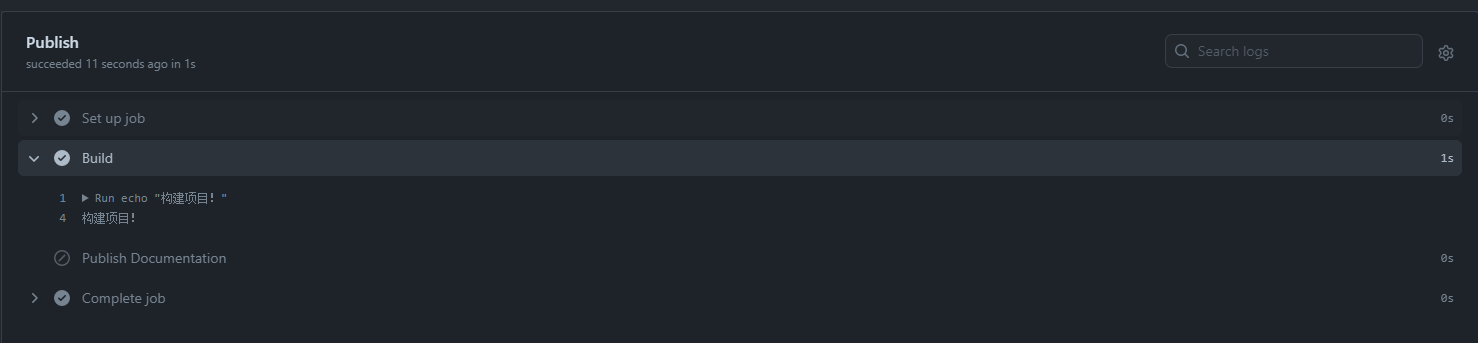 Publish
succeeded 11 seconds ago in 1s
Search logs
Set up job 0s
Build 1s
1 Run echo "构建项目！"
4 构建项目！
Publish Documentation 0s
Complete job 0s